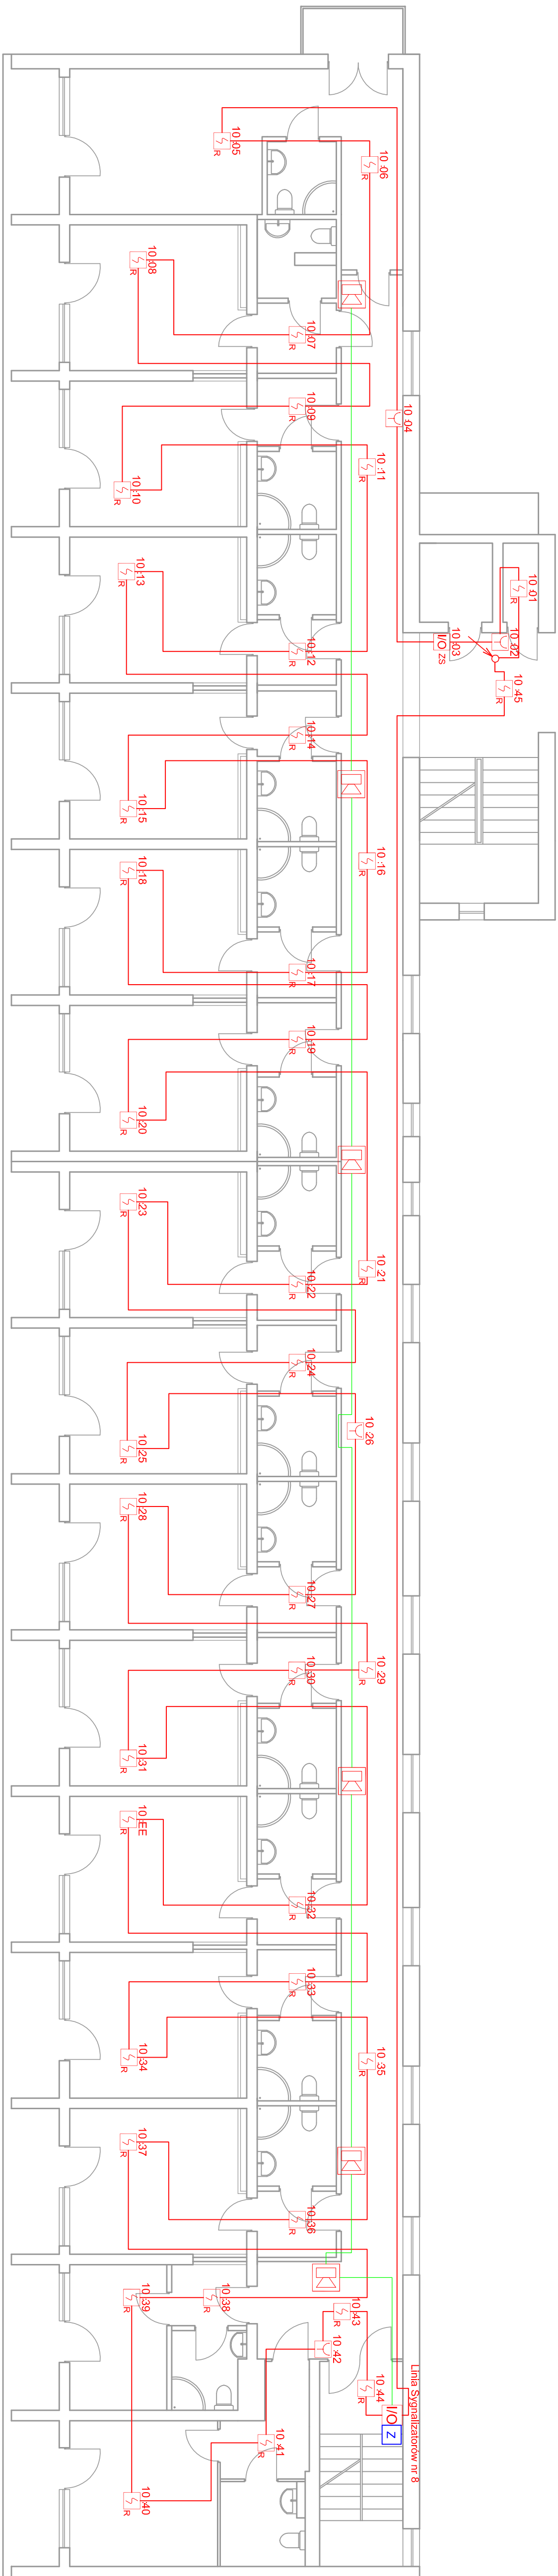 10 :05
R
10 :06
R
10 :08
R
10 :07
R
10 :04
10 :09
R
10 :11
R
10 :10
R
10 :13
R
10 :12
R
10 :01
R
10 :02
10 :03
I/O
ZS
10 :45
R
10 :14
R
10 :15
R
10 :16
R
10 :18
R
10 :17
R
10 :19
R
10 :20
R
10 :23
R
10 :21
R
10 :22
R
10 :24
R
10 :25
R
10 :26
10 :28
R
10 :27
R
10 :29
R
10 :30
R
10 :31
R
10 :EE
R
10 :32
R
10 :33
R
10 :34
R
10 :35
R
10 :37
R
10 :36
R
10 :39
R
10 :38
R
10 :43
R
10 :42
10 :44
R
Linia Sygnalizatorów nr 8
I/O
Z
10 :41
R
10 :40
R